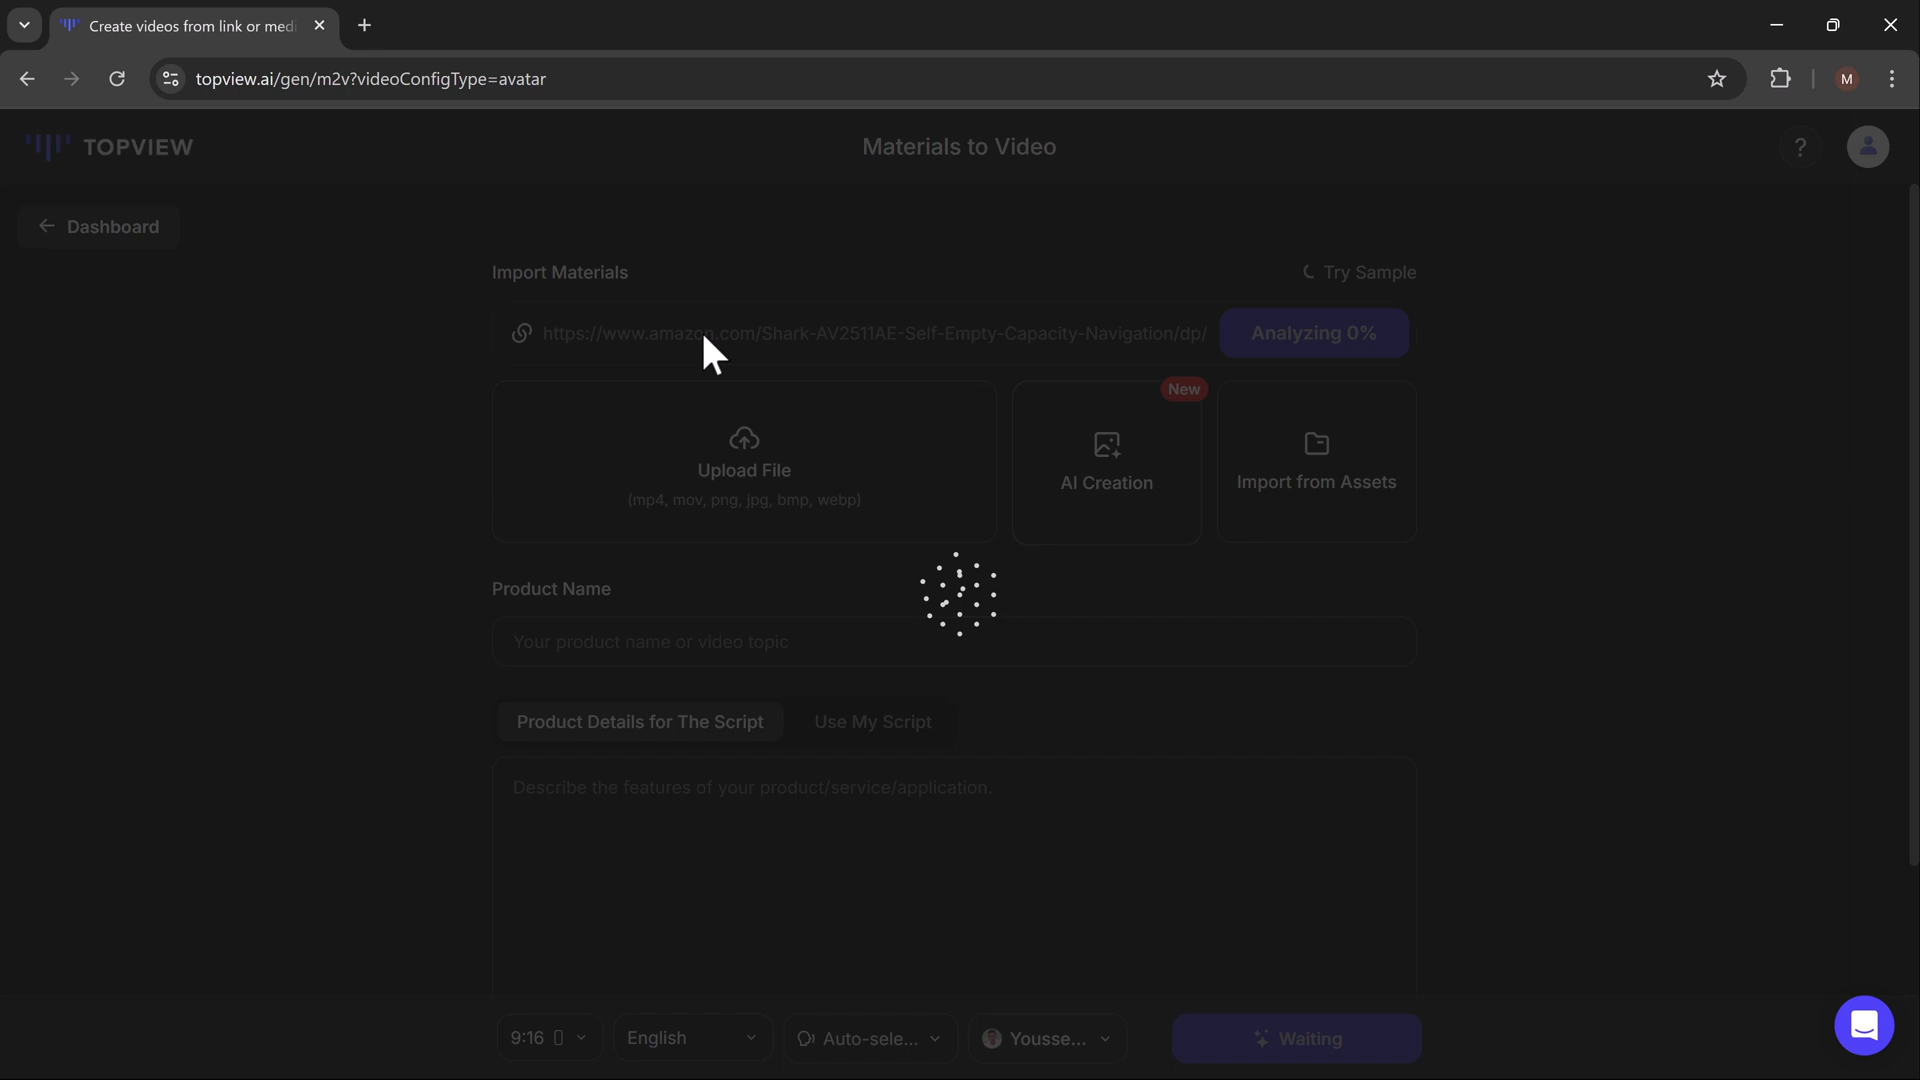 Create videos from link or medi
topview.ai/gen/m2v?videoConfigType=avatar
M
TOPVIEW
Materials to Video
?
Dashboard
Import Materials
Try Sample
https://www.amazon.com/Shark-AV2511AE-Self-Empty-Capacity-Navigation/dp/
Analyzing 0%
New
Upload File
(mp4, mov, png, jpg, bmp, webp)
AI Creation
Import from Assets
Product Name
Your product name or video topic
Product Details for The Script
Use My Script
Describe the features of your product/service/application.
9:16
English
Auto-sele...
Yousse...
Waiting